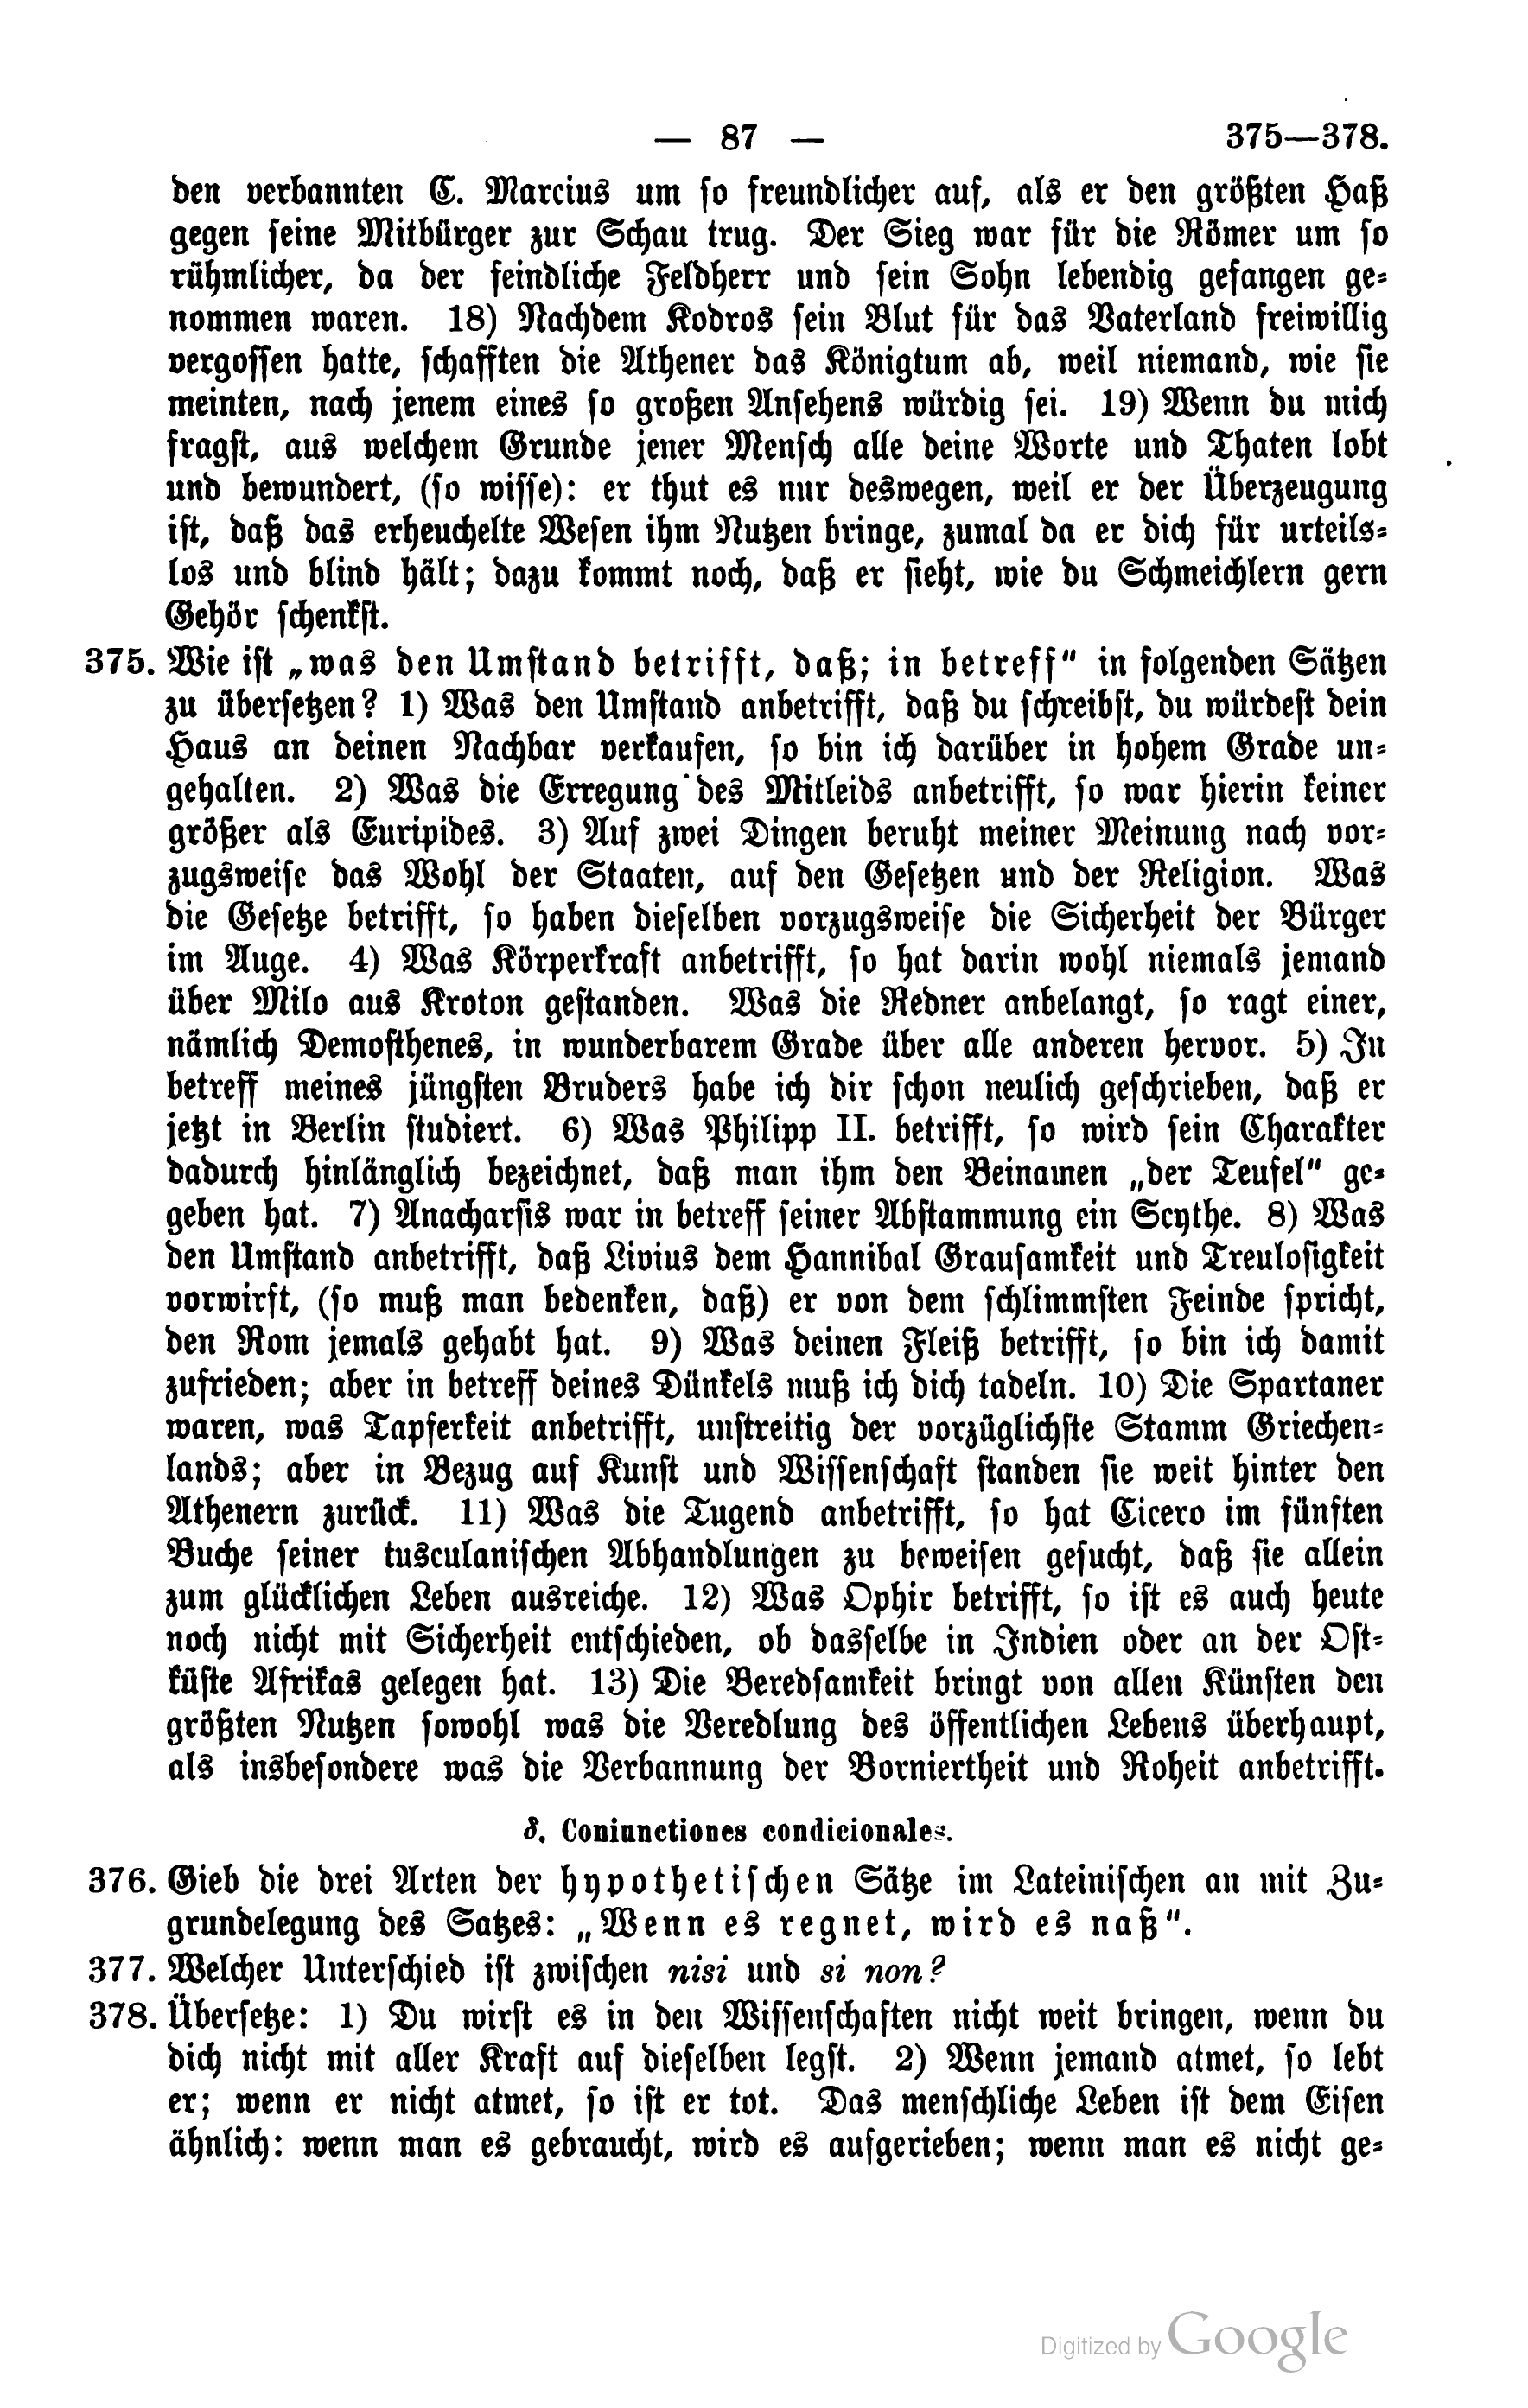 — 87 —
375—378.
den verbannten C. Marcius um so freundlicher auf, als er den größten Haß
gegen seine Mitbürger zur Schau trug. Der Sieg war für die Römer um so
rühmlicher, da der feindliche Feldherr und sein Sohn lebendig gefangen ge=
nommen waren. 18) Nachdem Kodros sein Blut für das Vaterland freiwillig
vergossen hatte, schafften die Athener das Königtum ab, weil niemand, wie sie
meinten, nach jenem eines so großen Ansehens würdig sei. 19) Wenn du mich
fragst, aus welchem Grunde jener Mensch alle deine Worte und Thaten lobt
und bewundert, (so wisse): er thut es nur deswegen, weil er der Überzeugung
ist, daß das erheuchelte Wesen ihm Nutzen bringe, zumal da er dich für urteils=
los und blind hält; dazu kommt noch, daß er sieht, wie du Schmeichlern gern
Gehör schenkst.
375. Wie ist „was den Umstand betrifft, daß; in betreff" in folgenden Sätzen
zu übersetzen? 1) Was den Umstand anbetrifft, daß du schreibst, du würdest dein
Haus an deinen Nachbar verkaufen, so bin ich darüber in hohem Grade un=
gehalten. 2) Was die Erregung des Mitleids anbetrifft, so war hierin keiner
größer als Euripides. 3) Auf zwei Dingen beruht meiner Meinung nach vor=
zugsweise das Wohl der Staaten, auf den Gesetzen und der Religion. Was
die Gesetze betrifft, so haben dieselben vorzugsweise die Sicherheit der Bürger
im Auge. 4) Was Körperkraft anbetrifft, so hat darin wohl niemals jemand
über Milo aus Kroton gestanden. Was die Redner anbelangt, so ragt einer,
nämlich Demosthenes, in wunderbarem Grade über alle anderen hervor. 5) In
betreff meines jüngsten Bruders habe ich dir schon neulich geschrieben, daß er
jetzt in Berlin studiert. 6) Was Philipp II. betrifft, so wird sein Charakter
dadurch hinlänglich bezeichnet, daß man ihm den Beinamen „der Teufel" ge=
geben hat. 7) Anacharsis war in betreff seiner Abstammung ein Scythe. 8) Was
den Umstand anbetrifft, daß Livius dem Hannibal Grausamkeit und Treulosigkeit
vorwirft, (so muß man bedenken, daß) er von dem schlimmsten Feinde spricht,
den Rom jemals gehabt hat. 9) Was deinen Fleiß betrifft, so bin ich damit
zufrieden; aber in betreff deines Dünkels muß ich dich tadeln. 10) Die Spartaner
waren, was Tapferkeit anbetrifft, unstreitig der vorzüglichste Stamm Griechen=
lands; aber in Bezug auf Kunst und Wissenschaft standen sie weit hinter den
Athenern zurück. 11) Was die Tugend anbetrifft, so hat Cicero im fünften
Buche seiner tusculanischen Abhandlungen zu beweisen gesucht, daß sie allein
zum glücklichen Leben ausreiche. 12) Was Ophir betrifft, so ist es auch heute
noch nicht mit Sicherheit entschieden, ob dasselbe in Indien oder an der Ost=
küste Afrikas gelegen hat. 13) Die Beredsamkeit bringt von allen Künsten den
größten Nutzen sowohl was die Veredlung des öffentlichen Lebens überhaupt,
als insbesondere was die Verbannung der Borniertheit und Roheit anbetrifft.
δ. Coniunctiones condicionales.
376. Gieb die drei Arten der hypothetischen Sätze im Lateinischen an mit Zu=
grundelegung des Satzes: „Wenn es regnet, wird es naß".
377. Welcher Unterschied ist zwischen nisi und si non?
378. Übersetze: 1) Du wirst es in den Wissenschaften nicht weit bringen, wenn du
dich nicht mit aller Kraft auf dieselben legst. 2) Wenn jemand atmet, so lebt
er; wenn er nicht atmet, so ist er tot. Das menschliche Leben ist dem Eisen
ähnlich: wenn man es gebraucht, wird es aufgerieben; wenn man es nicht ge=
Digitized by Google